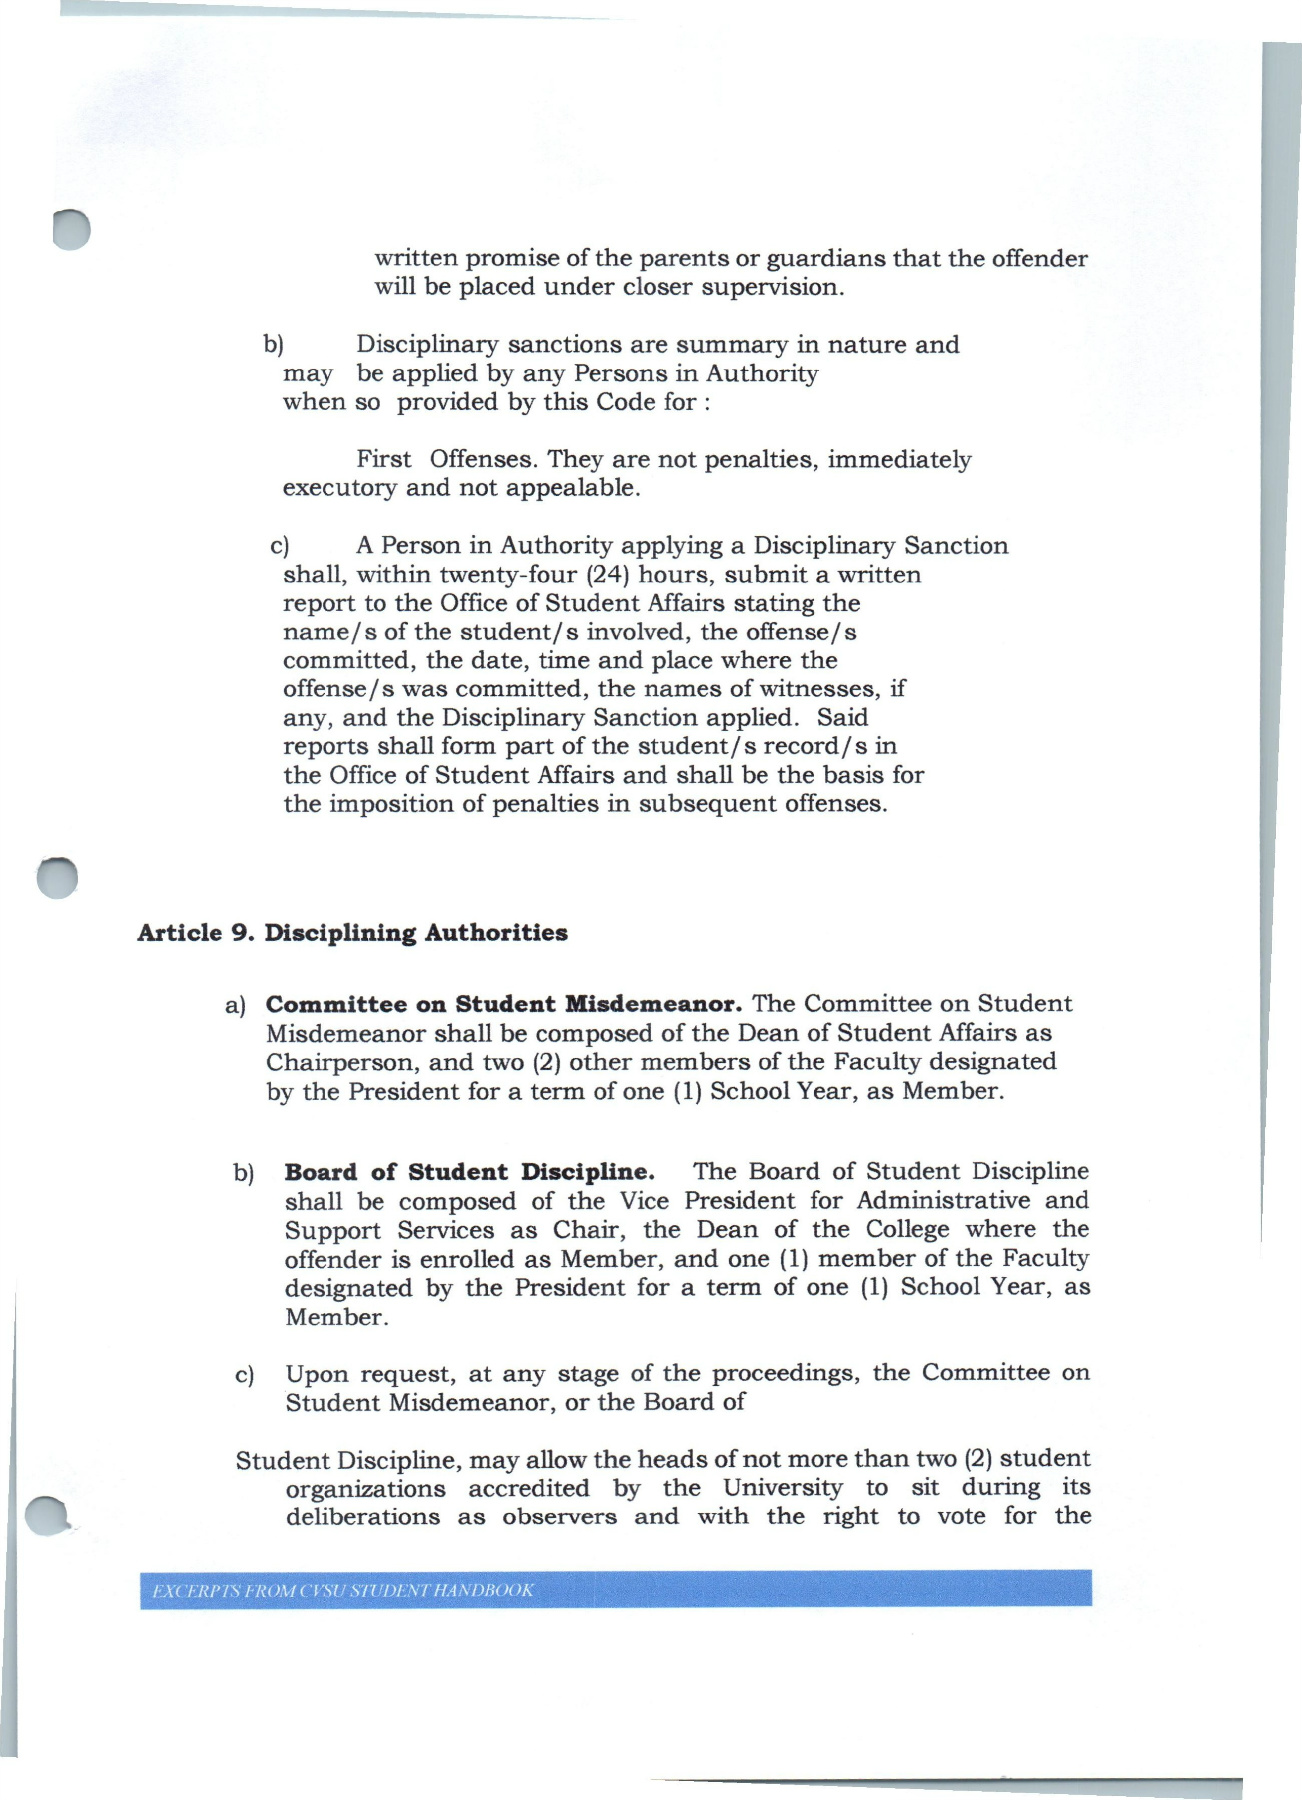 written promise of the parents or guardians that the offender
will be placed under closer supervision.
b) Disciplinary sanctions are summary in nature and
may be applied by any Persons in Authority
when so provided by this Code for :
First Offenses. They are not penalties, immediately
executory and not appealable.
c) A Person in Authority applying a Disciplinary Sanction
shall, within twenty-four (24) hours, submit a written
report to the Office of Student Affairs stating the
name/s of the student/s involved, the offense/s
committed, the date, time and place where the
offense/s was committed, the names of witnesses, if
any, and the Disciplinary Sanction applied. Said
reports shall form part of the student/s record/s in
the Office of Student Affairs and shall be the basis for
the imposition of penalties in subsequent offenses.
Article 9. Disciplining Authorities
a) Committee on Student Misdemeanor. The Committee on Student
Misdemeanor shall be composed of the Dean of Student Affairs as
Chairperson, and two (2) other members of the Faculty designated
by the President for a term of one (1) School Year, as Member.
b) Board of Student Discipline. The Board of Student Discipline
shall be composed of the Vice President for Administrative and
Support Services as Chair, the Dean of the College where the
offender is enrolled as Member, and one (1) member of the Faculty
designated by the President for a term of one (1) School Year, as
Member.
c) Upon request, at any stage of the proceedings, the Committee on
Student Misdemeanor, or the Board of
Student Discipline, may allow the heads of not more than two (2) student
organizations accredited by the University to sit during its
deliberations as observers and with the right to vote for the
EXCERPTS FROM CVSU STUDENT HANDBOOK